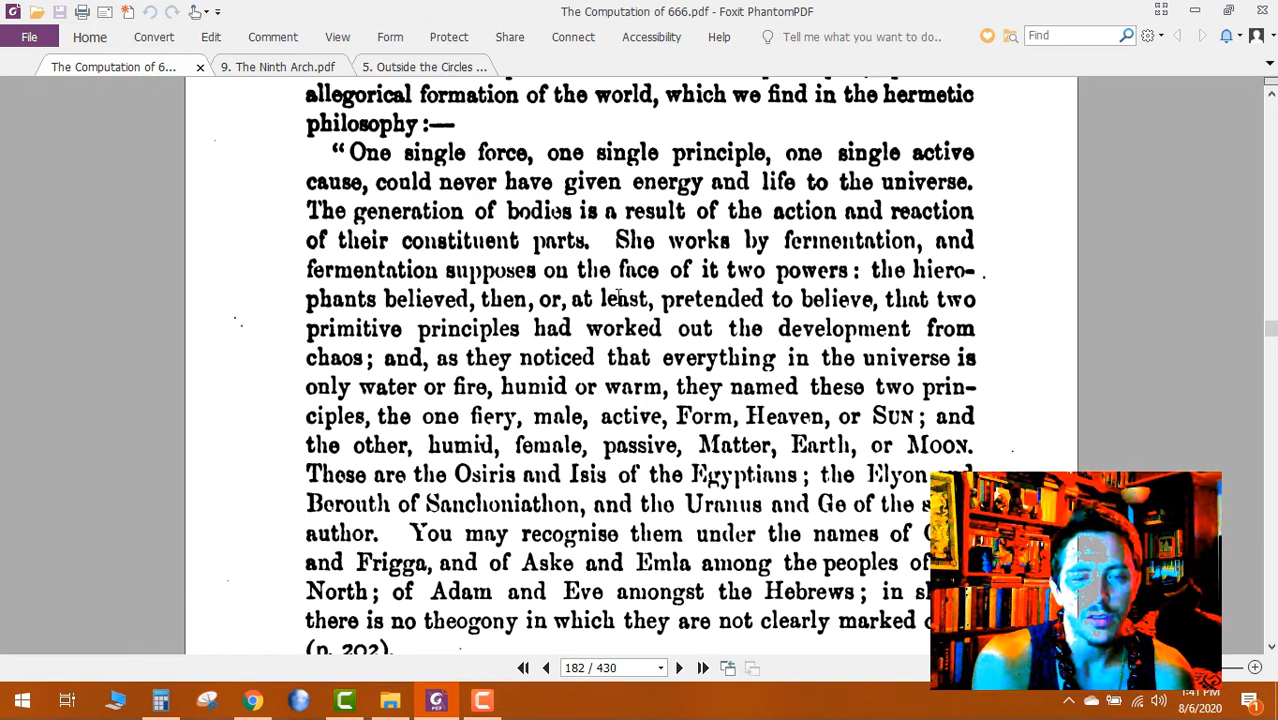 The Computation of 666.pdf - Foxit PhantomPDF
File Home Convert Edit Comment View Form Protect Share Connect Accessibility Help Tell me what you want to do.. Find
The Computation of 6... 9. The Ninth Arch.pdf 5. Outside the Circles ...
allegorical formation of the world, which we find in the hermetic
philosophy :—
“One single force, one single principle, one single active
cause, could never have given energy and life to the universe.
The generation of bodies is a result of the action and reaction
of their constituent parts. She works by fermentation, and
fermentation supposes on the face of it two powers : the hiero-
phants believed, then, or, at least, pretended to believe, that two
primitive principles had worked out the development from
chaos ; and, as they noticed that everything in the universe is
only water or fire, humid or warm, they named these two prin-
ciples, the one fiery, male, active, Form, Heaven, or SUN ; and
the other, humid, female, passive, Matter, Earth, or MOON.
These are the Osiris and Isis of the Egyptians ; the Elyon and
Berouth of Sanchoniathon, and the Uranus and Ge of the
author. You may recognise them under the names of
and Frigga, and of Aske and Emla among the peoples of
North ; of Adam and Eve amongst the Hebrews ; in
there is no theogony in which they are not clearly marked
(p. 202).
182 / 430
1:41 PM
8/6/2020